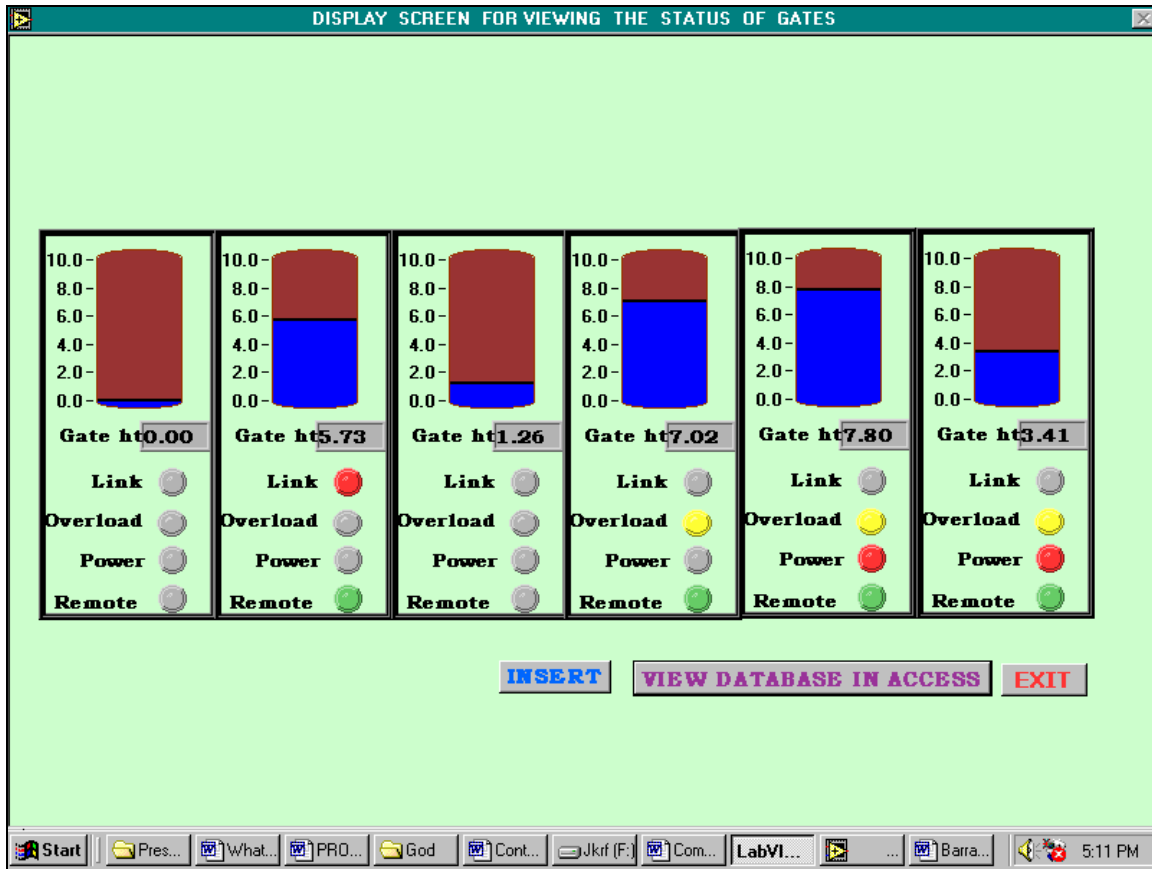 DISPLAY SCREEN FOR VIEWING THE STATUS OF GATES
10.0
8.0
6.0
4.0
2.0
0.0
Gate ht 0.00
Link
Overload
Power
Remote
10.0
8.0
6.0
4.0
2.0
0.0
Gate ht 5.73
Link
Overload
Power
Remote
10.0
8.0
6.0
4.0
2.0
0.0
Gate ht 1.26
Link
Overload
Power
Remote
10.0
8.0
6.0
4.0
2.0
0.0
Gate ht 7.02
Link
Overload
Power
Remote
10.0
8.0
6.0
4.0
2.0
0.0
Gate ht 7.80
Link
Overload
Power
Remote
10.0
8.0
6.0
4.0
2.0
0.0
Gate ht 3.41
Link
Overload
Power
Remote
INSERT VIEW DATABASE IN ACCESS EXIT
Start Pres... What... PRO... God Cont... Jkrf (F:) Com... LabVI... ... Barra... 5:11 PM